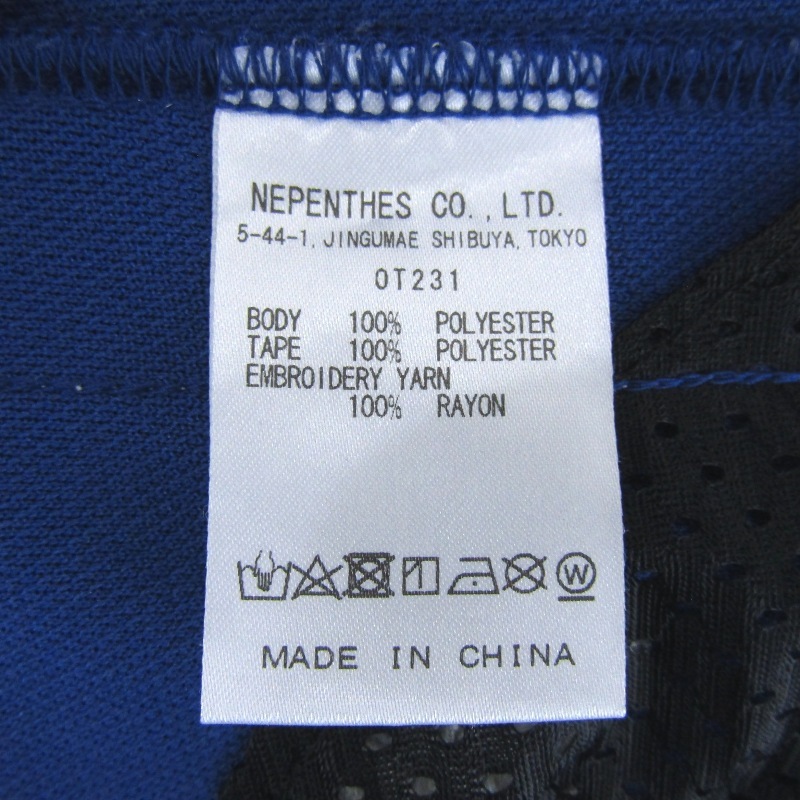 NEPENTHES CO.,LTD.
5-44-1, JINGUMAE SHIBUYA, TOKYO
OT231
BODY 100% POLYESTER
TAPE 100% POLYESTER
EMBROIDERY YARN
100% RAYON
W
MADE IN CHINA